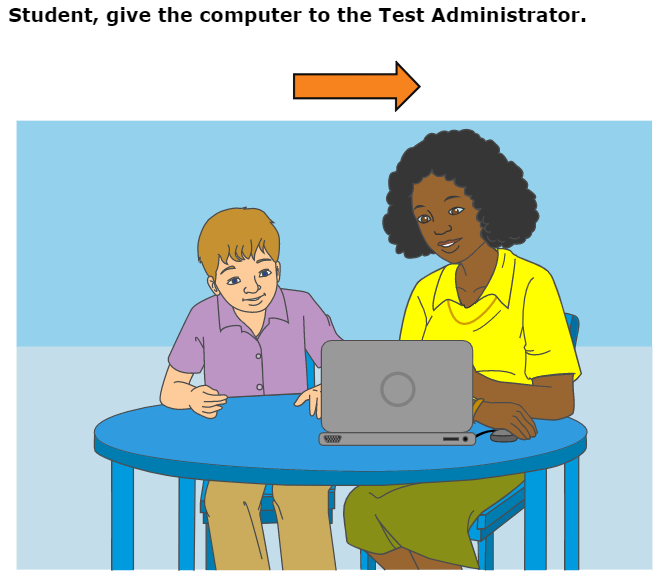 Student, give the computer to the Test Administrator.